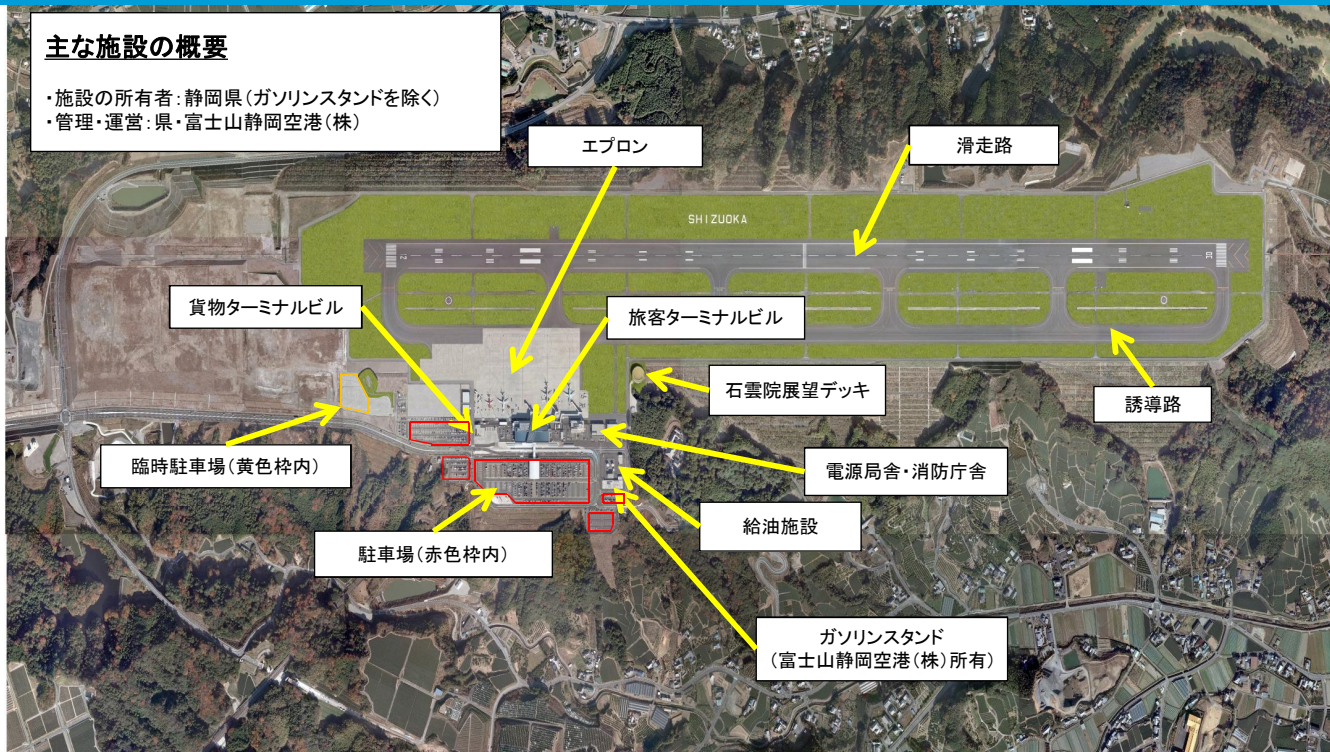 主な施設の概要
・施設の所有者:静岡県(ガソリンスタンドを除く)
・管理・運営:県・富士山静岡空港(株)
エプロン
滑走路
SHIZUOKA
貨物ターミナルビル
旅客ターミナルビル
石雲院展望デッキ
誘導路
臨時駐車場(黄色枠内)
電源局舎・消防庁舎
給油施設
駐車場(赤色枠内)
ガソリンスタンド
(富士山静岡空港(株)所有)